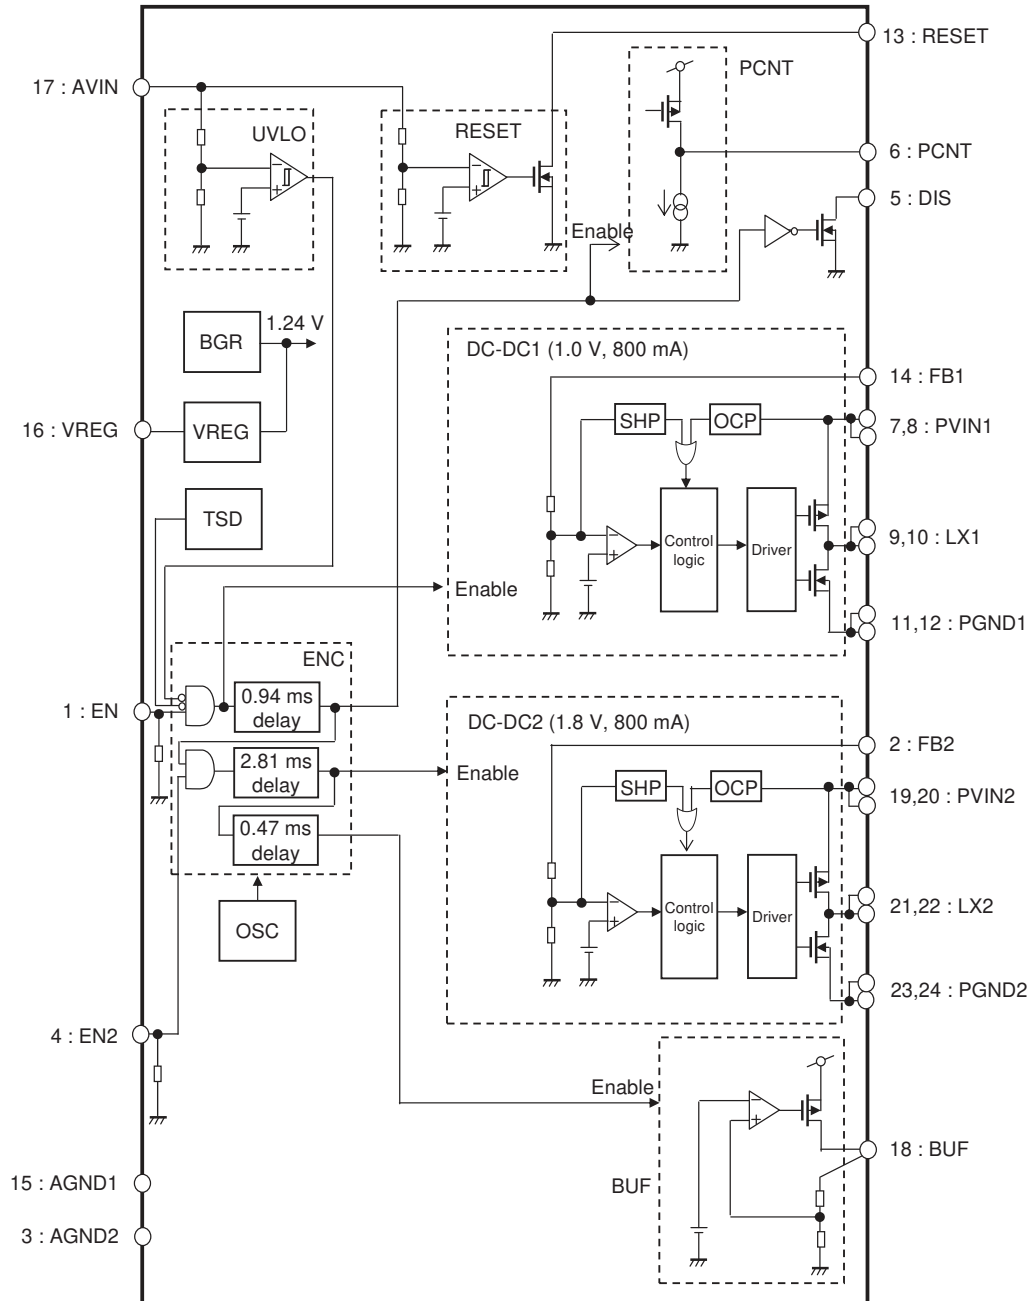 13 : RESET
PCNT
17 : AVIN
UVLO
RESET
6 : PCNT
5 : DIS
Enable
BGR
1.24 V
DC-DC1 (1.0 V, 800 mA)
14 : FB1
16 : VREG
VREG
SHP
OCP
7,8 : PVIN1
TSD
Control
logic
Driver
9,10 : LX1
Enable
11,12 : PGND1
ENC
0.94 ms
delay
1 : EN
DC-DC2 (1.8 V, 800 mA)
2 : FB2
2.81 ms
delay
Enable
SHP
OCP
19,20 : PVIN2
0.47 ms
delay
OSC
Control
logic
Driver
21,22 : LX2
23,24 : PGND2
4 : EN2
Enable
18 : BUF
BUF
15 : AGND1
3 : AGND2